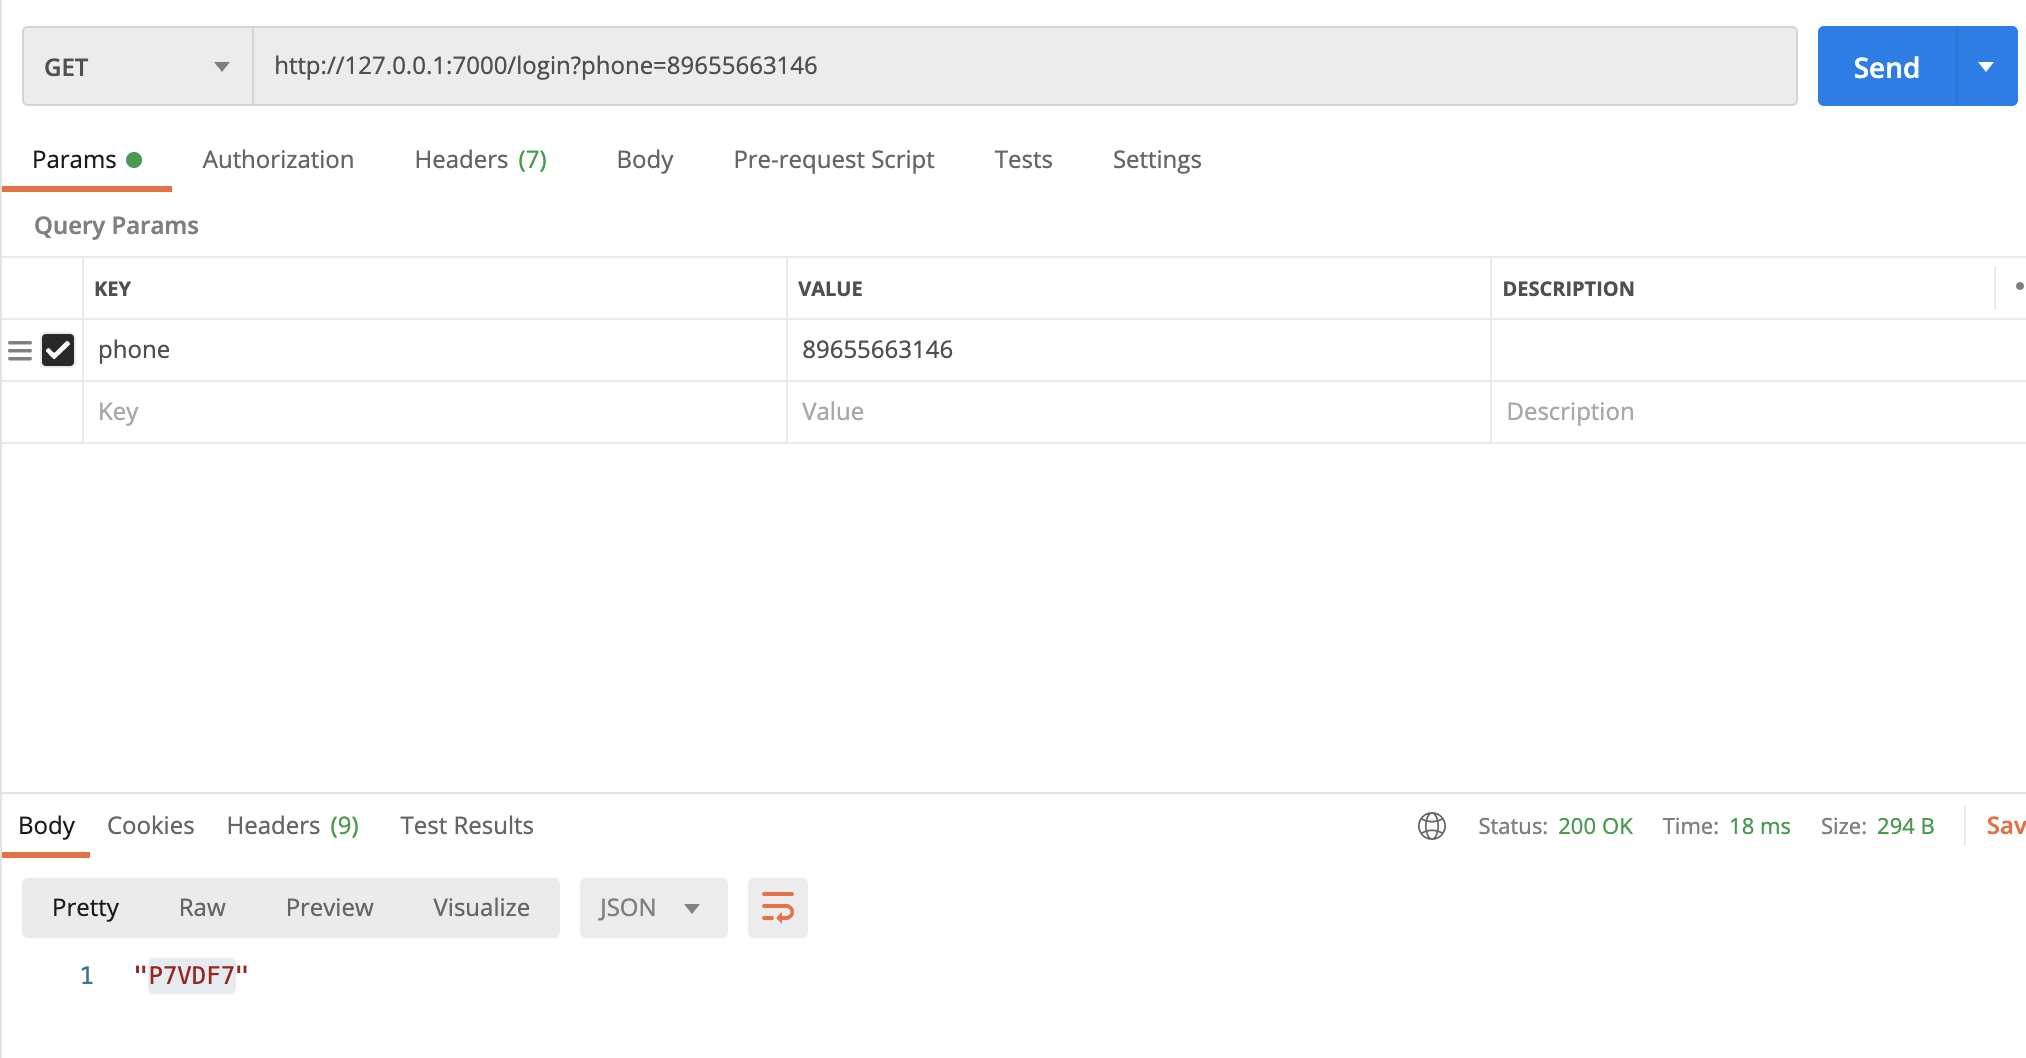 GET http://127.0.0.1:7000/login?phone=89655663146 Send
Params Authorization Headers (7) Body Pre-request Script Tests Settings
Query Params
KEY VALUE DESCRIPTION
phone 89655663146
Key Value Description
Body Cookies Headers (9) Test Results Status: 200 OK Time: 18 ms Size: 294 B Sav
Pretty Raw Preview Visualize JSON
1 "P7VDF7"